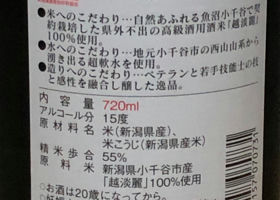 ●米へのこだわり…自然あふれる魚沼小千谷で契
約栽培した県外不出の高級酒用酒米「越淡麗」
100%使用。
●水へのこだわり…地元小千谷市の西山山系から
湧き出る超軟水を使用。
●造りへのこだわり…ベテランと若手技能士の技
と感性を融合し醸した逸品。
内容量 720ml
アルコール分 15度
原材料名 米(新潟県産)、
米こうじ(新潟県産米)
精米歩合 55%
原料米 新潟県小千谷市産
「越淡麗」100%使用
○お酒は20歳になってから。